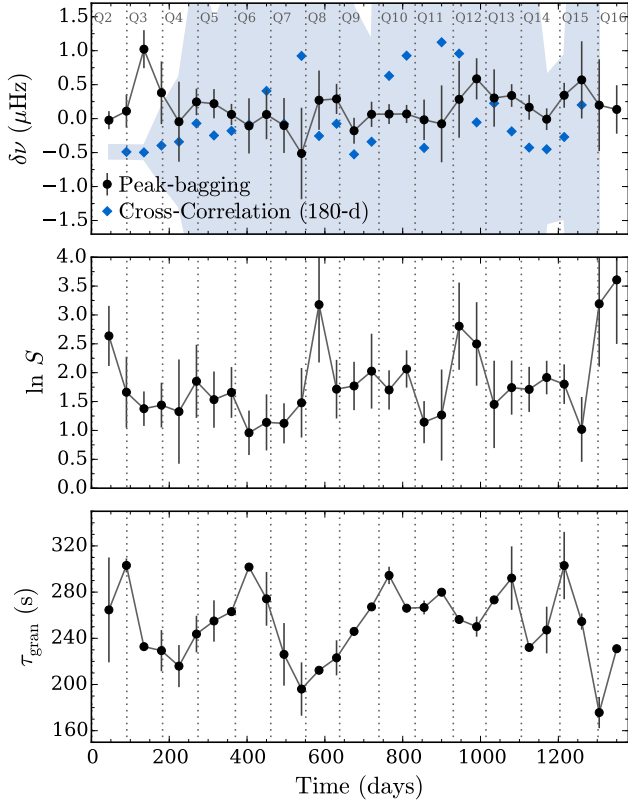 Q2 Q3 Q4 Q5 Q6 Q7 Q8 Q9 Q10 Q11 Q12 Q13 Q14 Q15 Q16
1.5
1.0
0.5
0.0
−0.5
−1.0
−1.5
δν (μHz)
Peak-bagging
Cross-Correlation (180-d)
4.0
3.5
3.0
2.5
2.0
1.5
1.0
0.5
0.0
ln S
320
280
240
200
160
τgran (s)
0 200 400 600 800 1000 1200
Time (days)